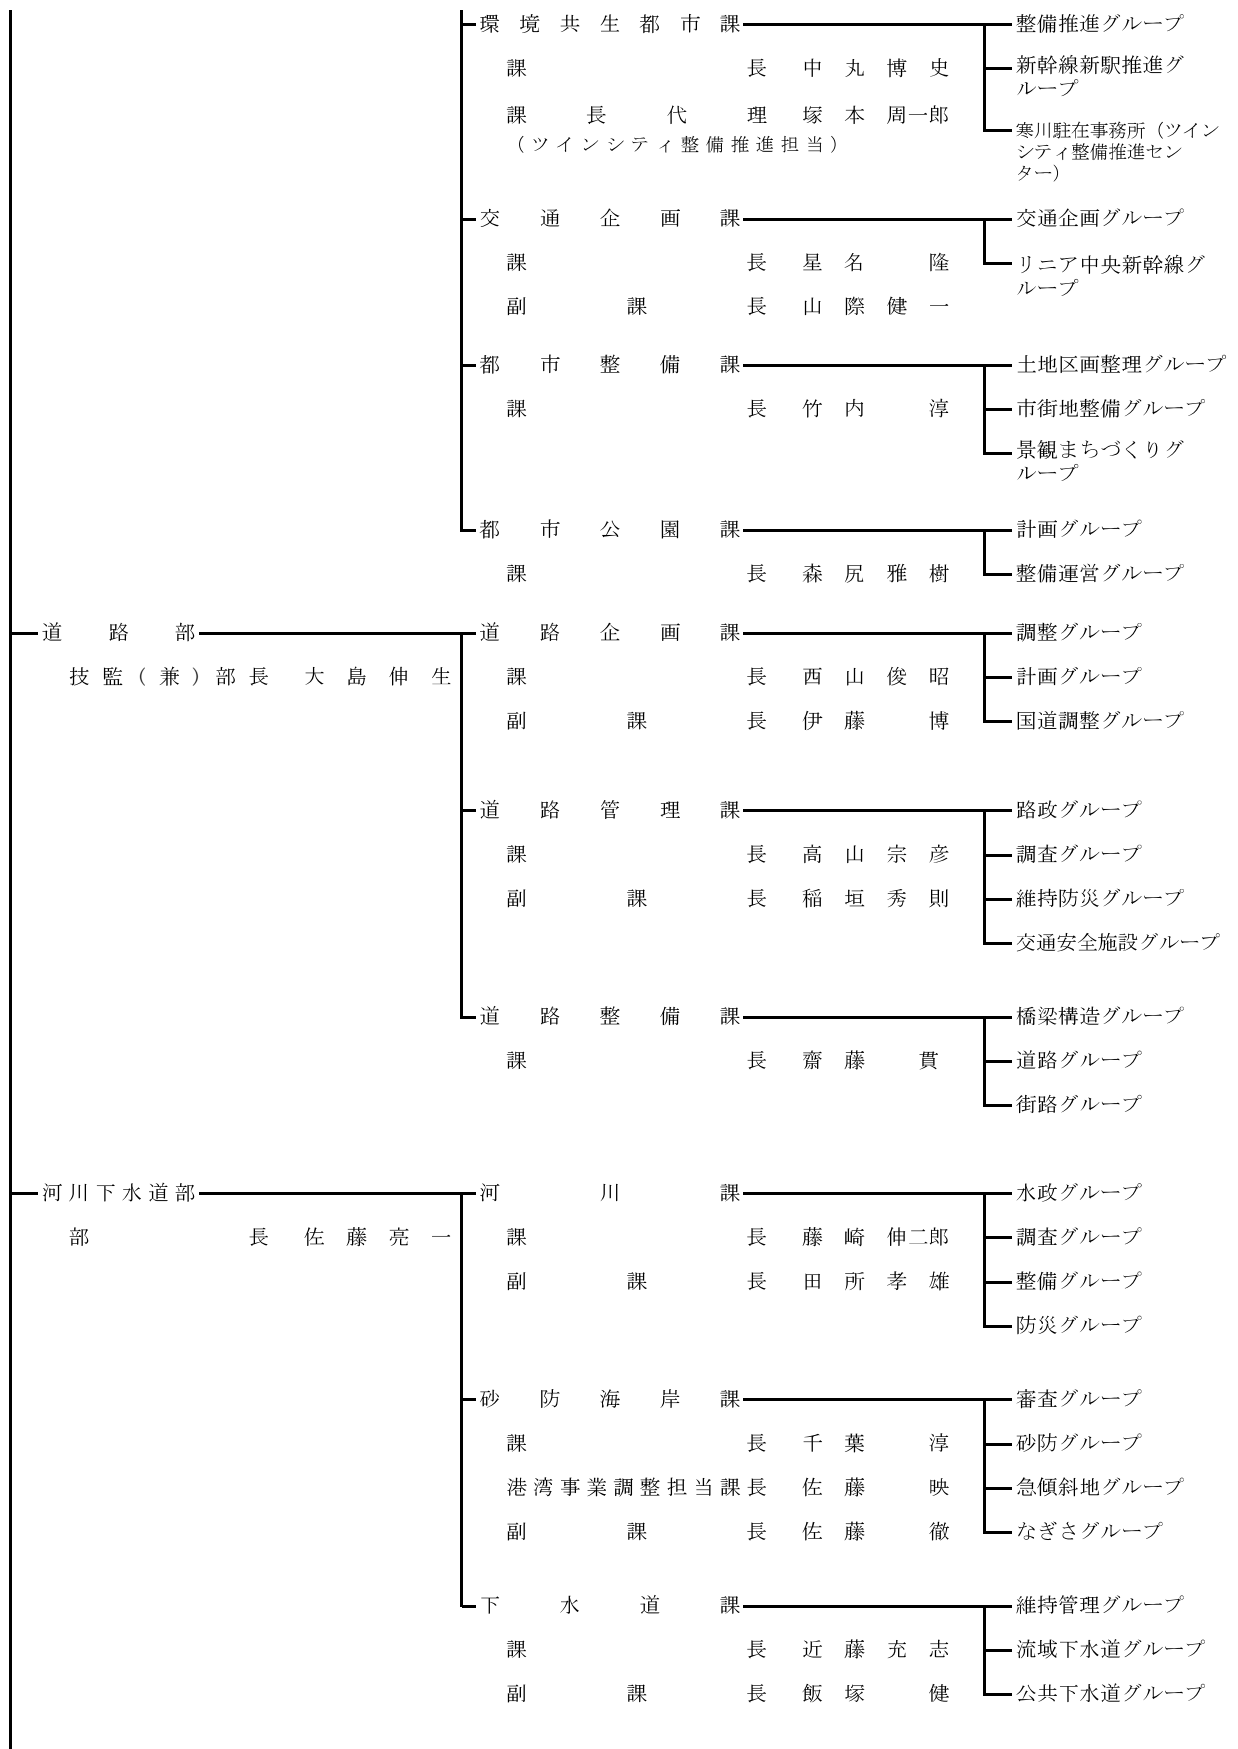 環境共生都市課 整備推進グループ
課長 中丸博史 新幹線新駅推進グ
ループ
課長代理 塚本周一郎
（ツインシティ整備推進担当） 寒川駐在事務所（ツイン
シティ整備推進セン
ター）
交通企画課 交通企画グループ
課長 星名隆 リニア中央新幹線グ
ループ
副課長 山際健一
都市整備課 土地区画整理グループ
課長 竹内淳 市街地整備グループ
景観まちづくりグ
ループ
都市公園課 計画グループ
課長 森尻雅樹 整備運営グループ
道路部 道路企画課 調整グループ
技監（兼）部長 大島伸生 課長 西山俊昭 計画グループ
副課長 伊藤博 国道調整グループ
道路管理課 路政グループ
課長 高山宗彦 調査グループ
副課長 稲垣秀則 維持防災グループ
交通安全施設グループ
道路整備課 橋梁構造グループ
課長 齋藤貫 道路グループ
街路グループ
河川下水道部 河川課 水政グループ
部長 佐藤亮一 課長 藤崎伸二郎 調査グループ
副課長 田所孝雄 整備グループ
防災グループ
砂防海岸課 審査グループ
課長 千葉淳 砂防グループ
港湾事業調整担当課長 佐藤映 急傾斜地グループ
副課長 佐藤徹 なぎさグループ
下水道課 維持管理グループ
課長 近藤充志 流域下水道グループ
副課長 飯塚健 公共下水道グループ